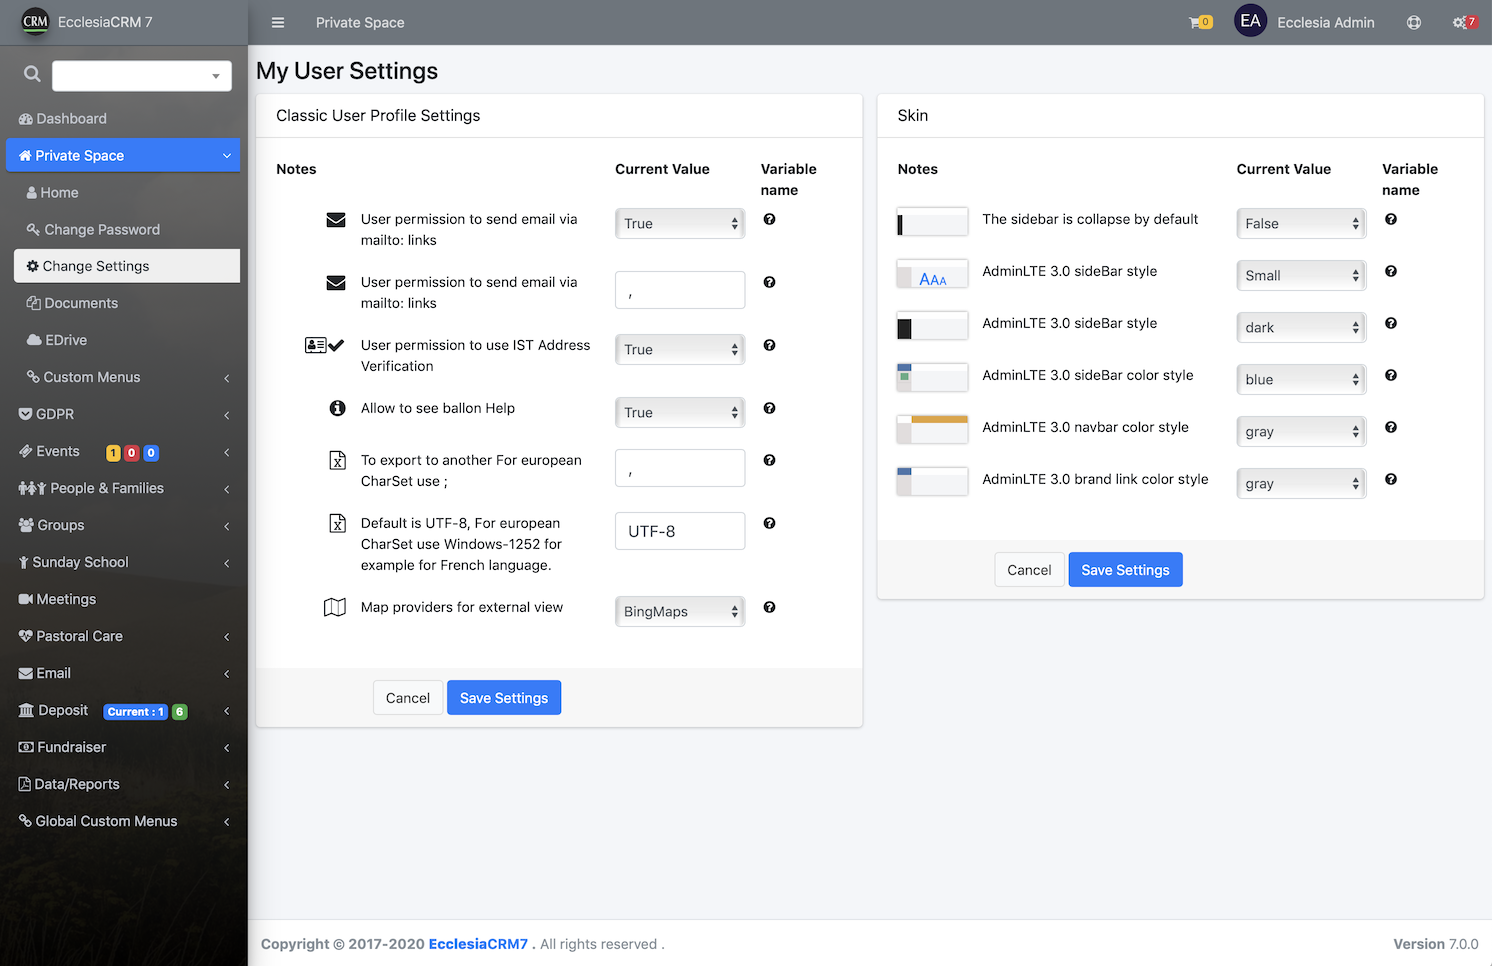 CRM EcclesiaCRM 7
Private Space
0
EA Ecclesia Admin
7
Dashboard
Private Space
Home
Change Password
Change Settings
Documents
EDrive
Custom Menus
GDPR
Events 1 0 0
People & Families
Groups
Sunday School
Meetings
Pastoral Care
Email
Deposit Current : 1 6
Fundraiser
Data/Reports
Global Custom Menus
My User Settings
Classic User Profile Settings
Notes Current Value Variable
name
User permission to send email via
mailto: links
True
User permission to send email via
mailto: links
,
User permission to use IST Address
Verification
True
Allow to see ballon Help
True
To export to another For european
CharSet use ;
,
Default is UTF-8, For european
CharSet use Windows-1252 for
example for French language.
UTF-8
Map providers for external view
BingMaps
Cancel Save Settings
Skin
Notes Current Value Variable
name
The sidebar is collapse by default
False
AAA
AdminLTE 3.0 sideBar style
Small
AdminLTE 3.0 sideBar style
dark
AdminLTE 3.0 sideBar color style
blue
AdminLTE 3.0 navbar color style
gray
AdminLTE 3.0 brand link color style
gray
Cancel Save Settings
Copyright © 2017-2020 EcclesiaCRM7 . All rights reserved .
Version 7.0.0